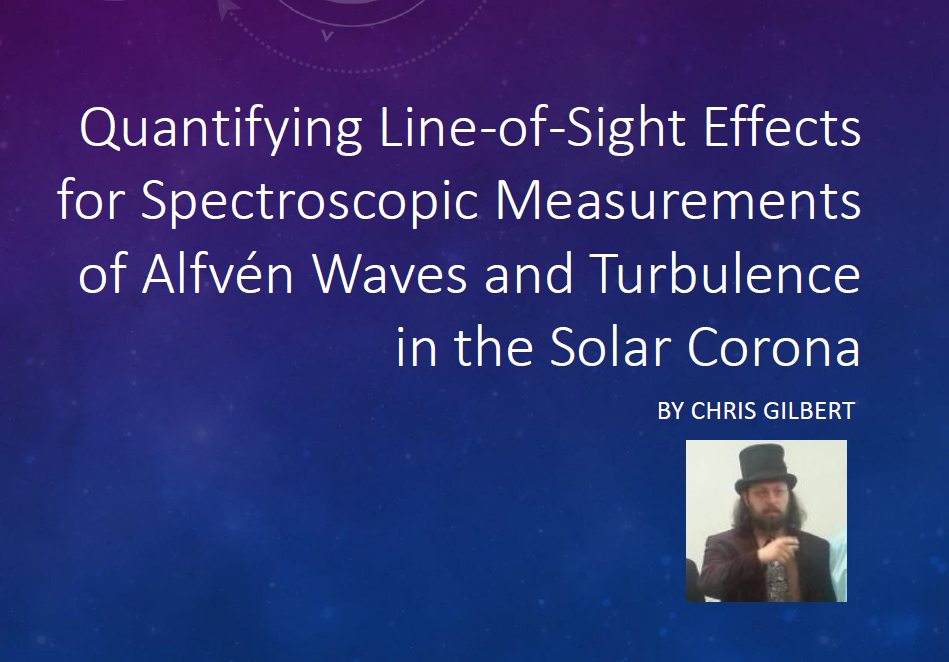 Quantifying Line-of-Sight Effects
for Spectroscopic Measurements
of Alfvén Waves and Turbulence
in the Solar Corona
BY CHRIS GILBERT